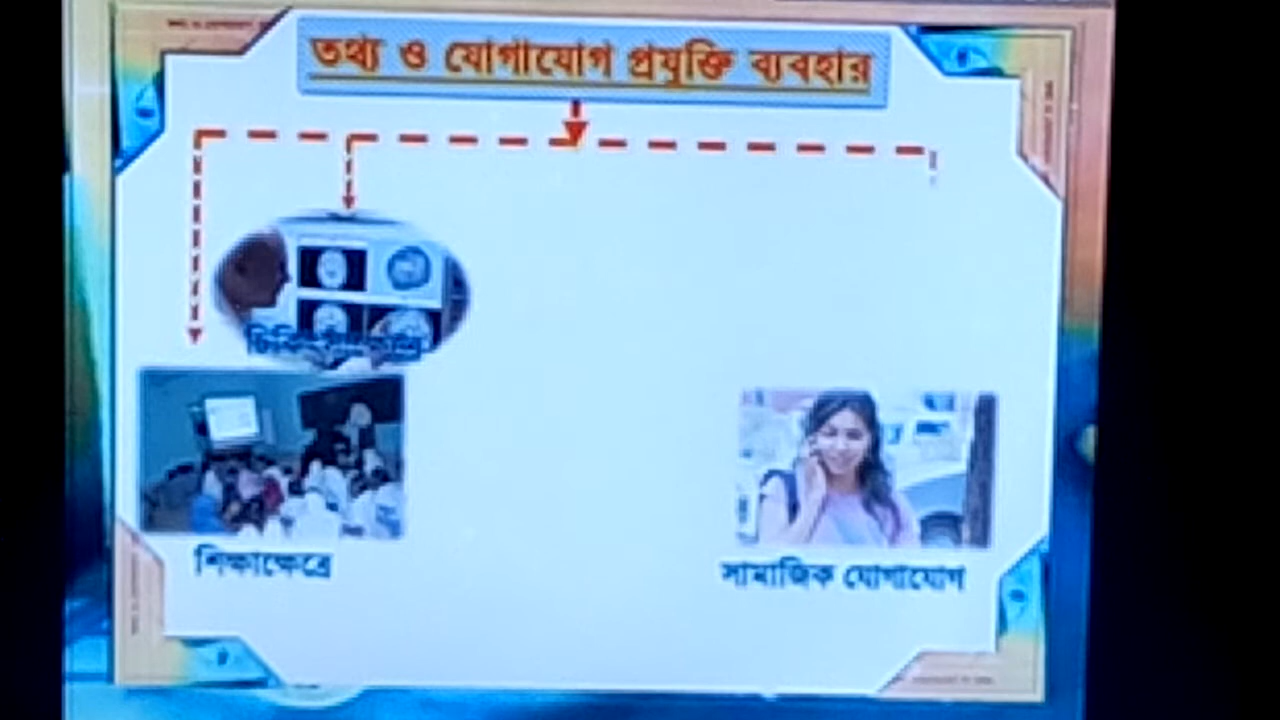 তথ্য ও যোগাযোগ প্রযুক্তি ব্যবহার
শিক্ষাক্ষেত্রে
সামাজিক যোগাযোগ